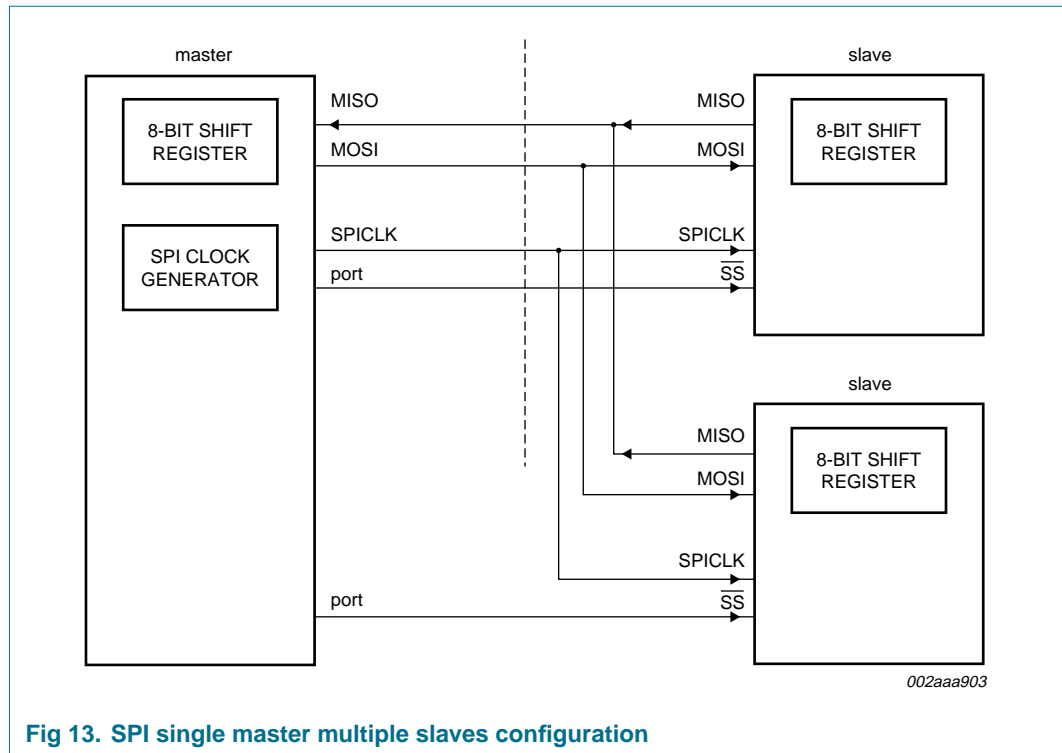 master
slave
MISO
MISO
8-BIT SHIFT
REGISTER
8-BIT SHIFT
REGISTER
MOSI
MOSI
SPICLK
SPICLK
SPI CLOCK
GENERATOR
port
SS
slave
MISO
8-BIT SHIFT
REGISTER
MOSI
SPICLK
port
SS
002aaa903
Fig 13. SPI single master multiple slaves configuration